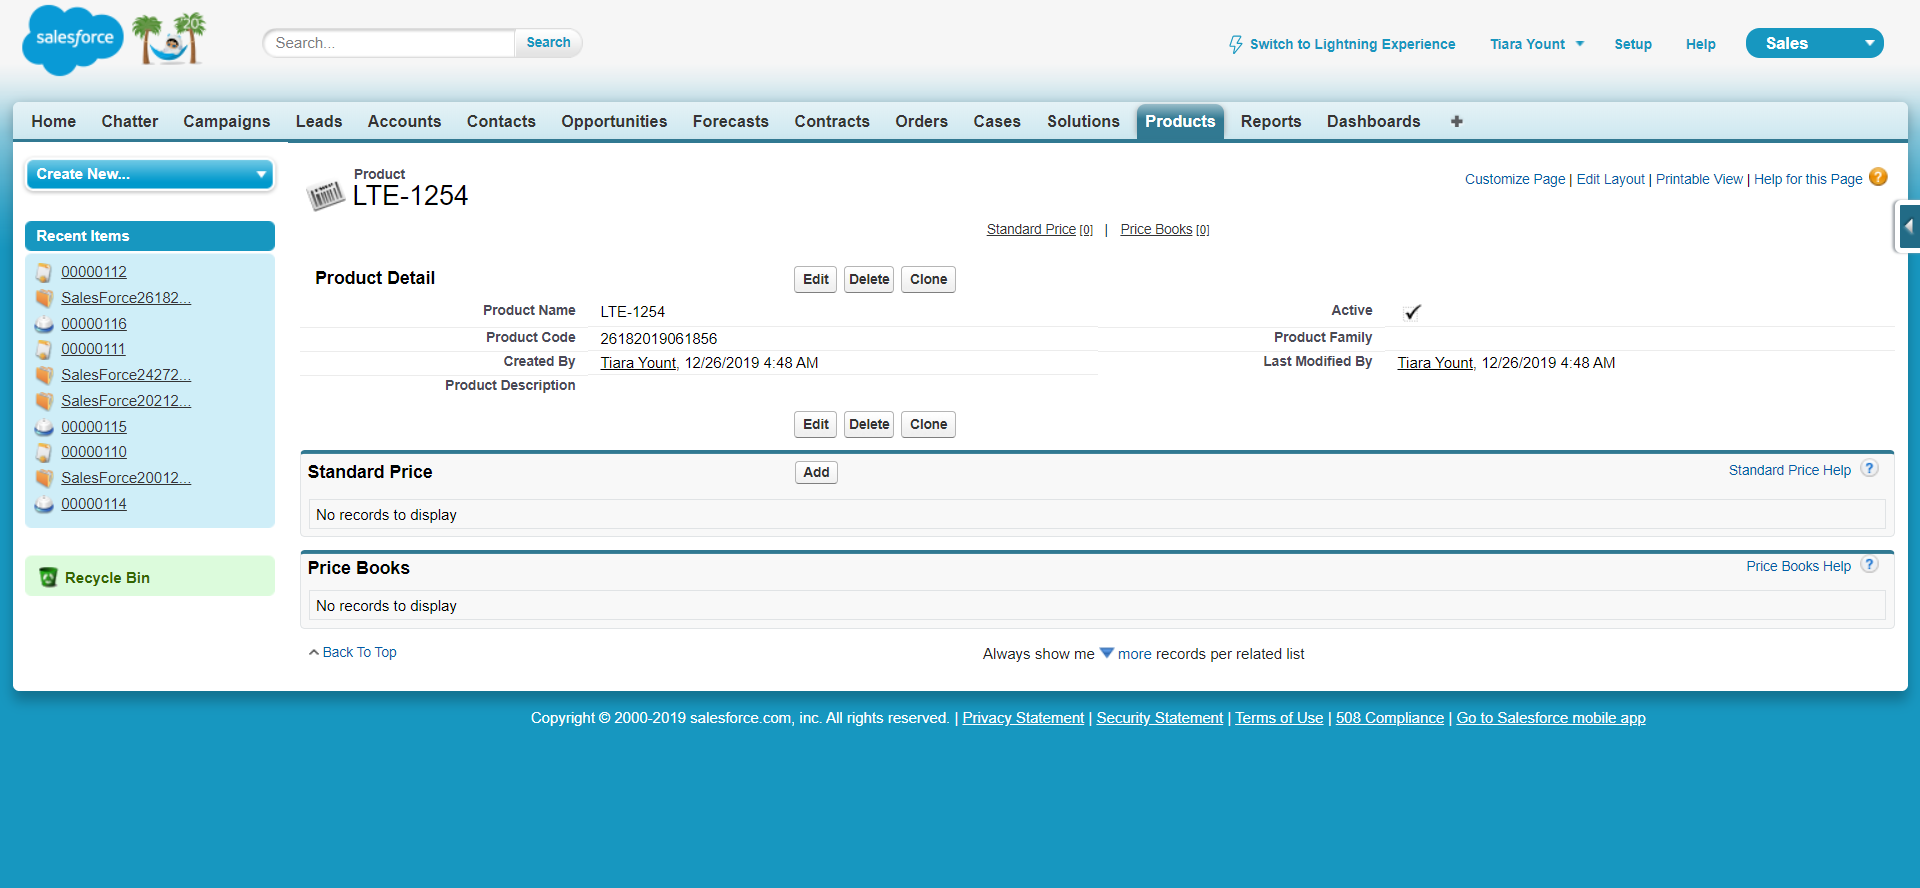 salesforce
20
Search...
Search
Switch to Lightning Experience
Tiara Yount
Setup
Help
Sales
Home
Chatter
Campaigns
Leads
Accounts
Contacts
Opportunities
Forecasts
Contracts
Orders
Cases
Solutions
Products
Reports
Dashboards
Create New...
Recent Items
00000112
SalesForce26182...
00000116
00000111
SalesForce24272...
SalesForce20212...
00000115
00000110
SalesForce20012...
00000114
Recycle Bin
Product
LTE-1254
Customize Page | Edit Layout | Printable View | Help for this Page ?
Standard Price [0] | Price Books [0]
Product Detail
Edit Delete Clone
Product Name LTE-1254
Active
Product Code 26182019061856
Product Family
Created By Tiara Yount, 12/26/2019 4:48 AM
Last Modified By Tiara Yount, 12/26/2019 4:48 AM
Product Description
Edit Delete Clone
Standard Price
Add
Standard Price Help ?
No records to display
Price Books
Price Books Help ?
No records to display
Back To Top
Always show me more records per related list
Copyright © 2000-2019 salesforce.com, inc. All rights reserved. | Privacy Statement | Security Statement | Terms of Use | 508 Compliance | Go to Salesforce mobile app